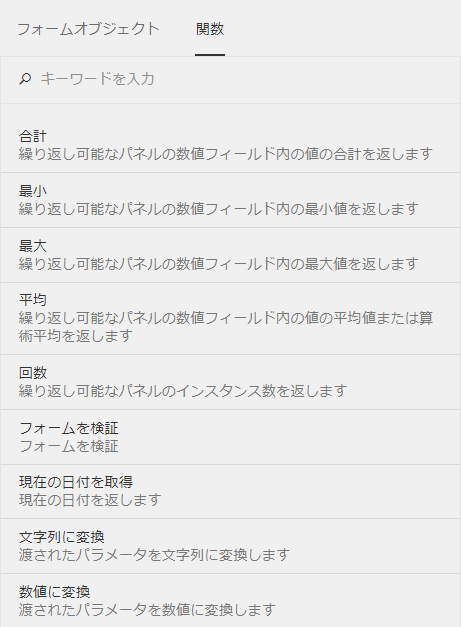 フォームオブジェクト 関数
キーワードを入力
合計
繰り返し可能なパネルの数値フィールド内の値の合計を返します
最小
繰り返し可能なパネルの数値フィールド内の最小値を返します
最大
繰り返し可能なパネルの数値フィールド内の最大値を返します
平均
繰り返し可能なパネルの数値フィールド内の値の平均値または算
術平均を返します
回数
繰り返し可能なパネルのインスタンス数を返します
フォームを検証
フォームを検証
現在の日付を取得
現在の日付を返します
文字列に変換
渡されたパラメータを文字列に変換します
数値に変換
渡されたパラメータを数値に変換します